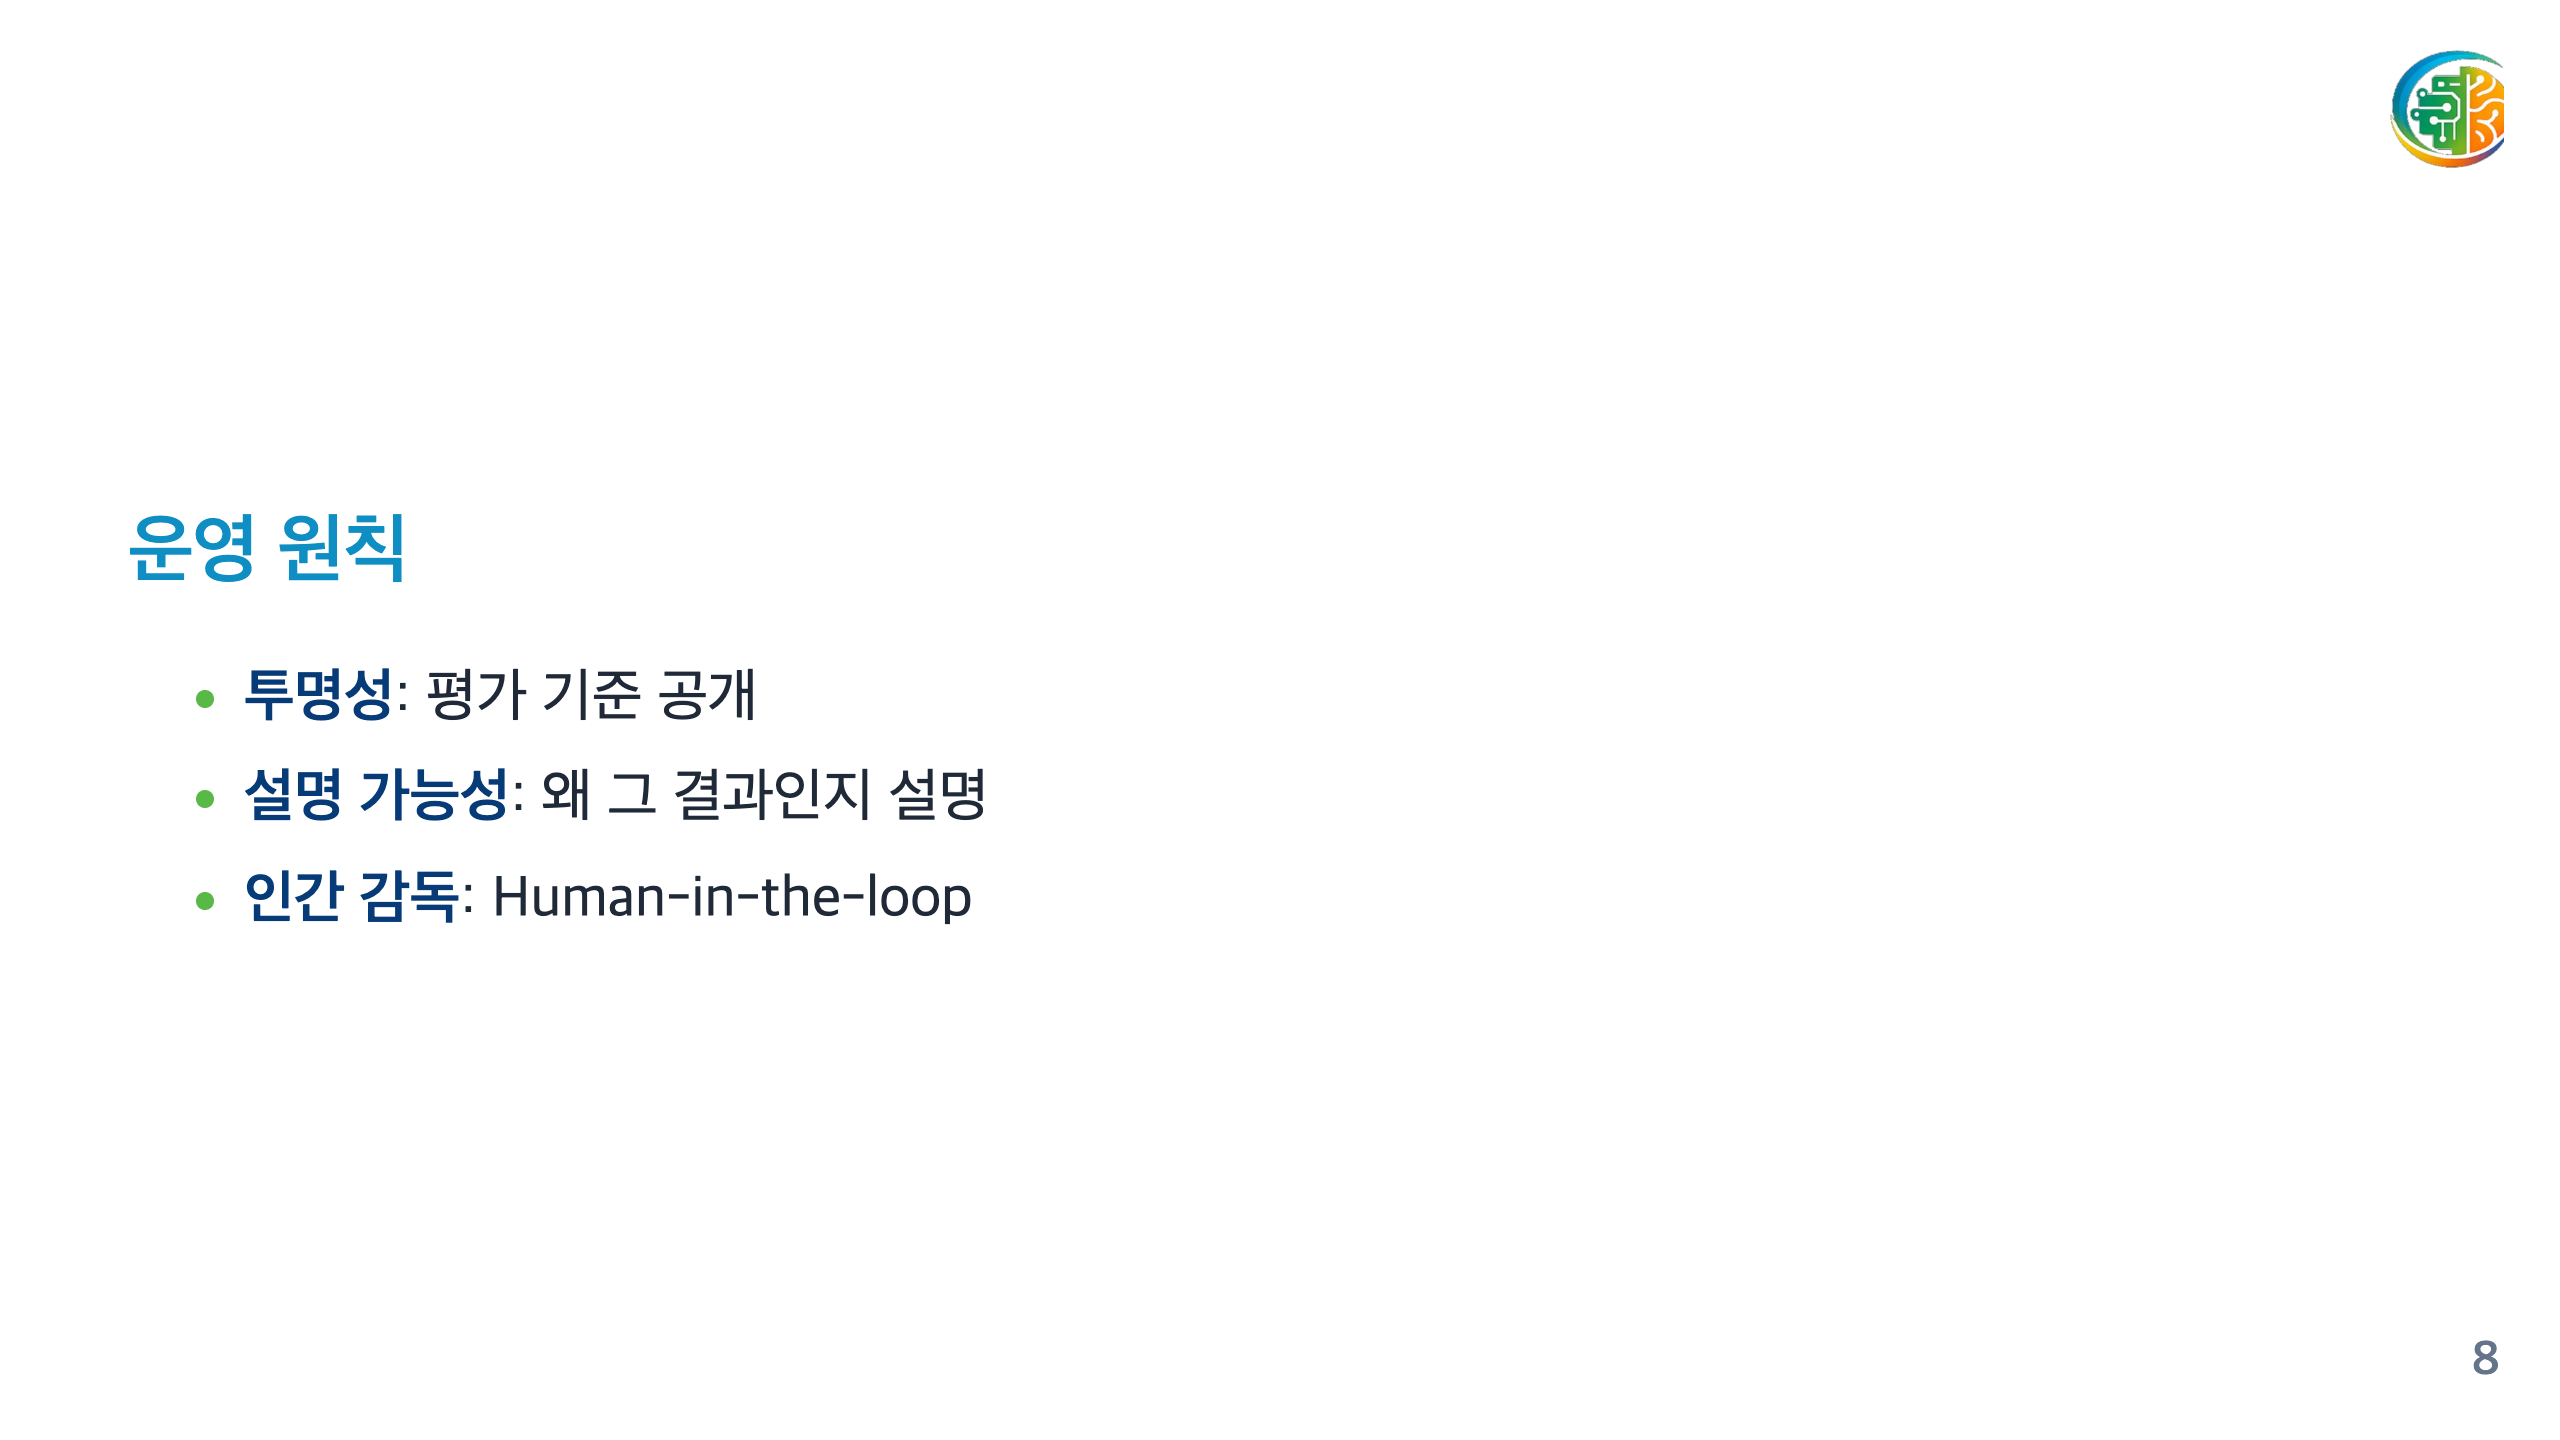 운영 원칙
투명성: 평가 기준 공개
설명 가능성: 왜 그 결과인지 설명
인간 감독: Human-in-the-loop
8